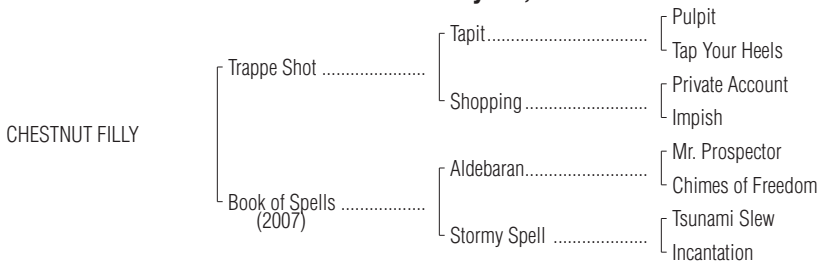 Pulpit
Tapit
Tap Your Heels
Trappe Shot
Private Account
Shopping
Impish
CHESTNUT FILLY
Mr. Prospector
Aldebaran
Chimes of Freedom
Book of Spells
(2007)
Tsunami Slew
Stormy Spell
Incantation